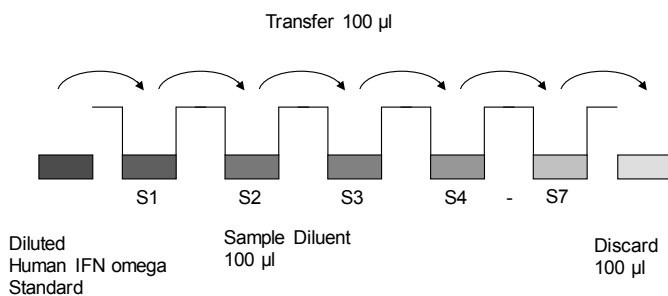 Transfer 100 µl
S1 S2 S3 S4 - S7
Diluted
Human IFN omega
Standard
Sample Diluent
100 µl
Discard
100 µl